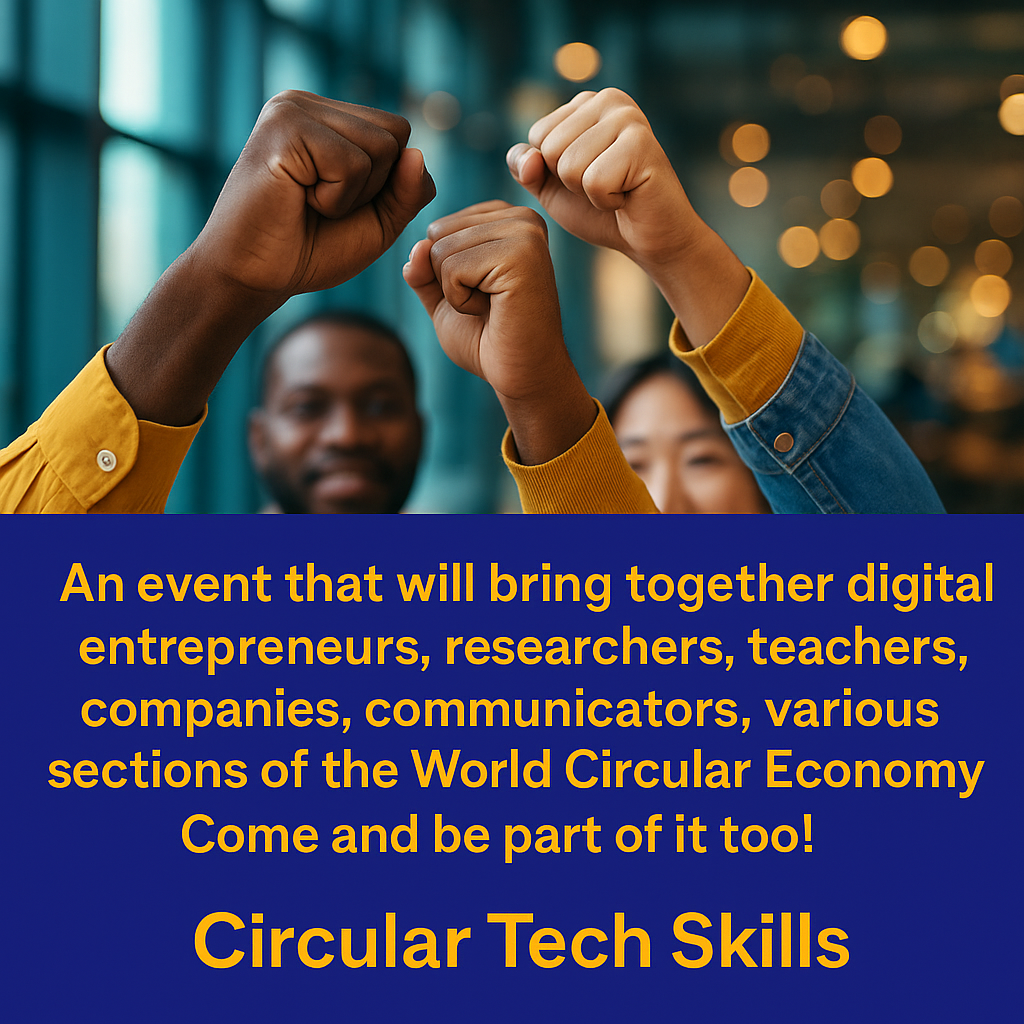 An event that will bring together digital
entrepreneurs, researchers, teachers,
companies, communicators, various
sections of the World Circular Economy
Come and be part of it too!
Circular Tech Skills